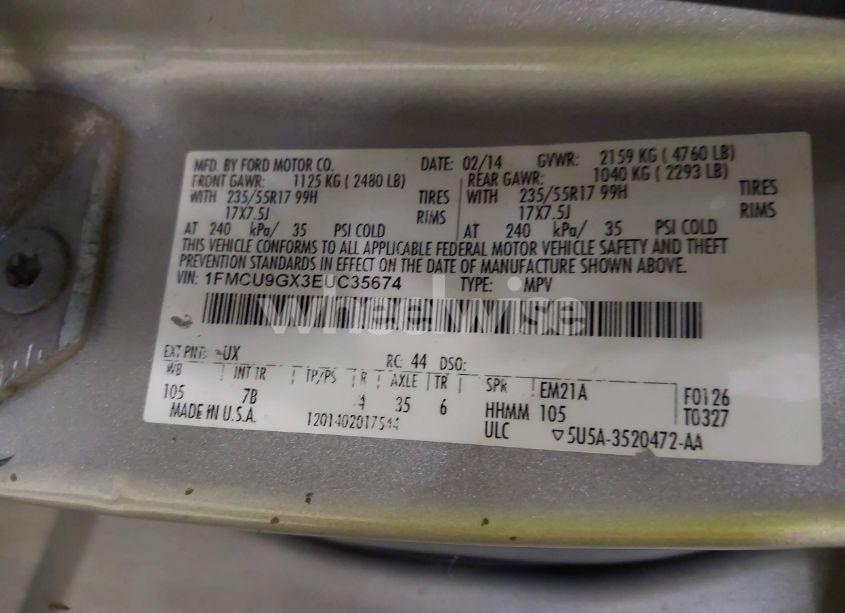 MFD. BY FORD MOTOR CO. DATE: 02/14 GVWR: 2159 KG ( 4760 LB)
FRONT GAWR: 1125 KG ( 2480 LB) REAR GAWR: 1040 KG ( 2293 LB)
WITH 235/55R17 99H TIRES WITH 235/55R17 99H TIRES
17X7.5J RIMS 17X7.5J RIMS
AT 240 kPa/ 35 PSI COLD AT 240 kPa/ 35 PSI COLD
THIS VEHICLE CONFORMS TO ALL APPLICABLE FEDERAL MOTOR VEHICLE SAFETY AND THEFT
PREVENTION STANDARDS IN EFFECT ON THE DATE OF MANUFACTURE SHOWN ABOVE.
VIN: 1FMCU9GX3EUC35674 TYPE: MPV
wheelwise
EXT PNT: UX RC: 44 DSO:
WB INT TR TP/PS R AXLE TR SPR EM21A F0126
105 7B 4 35 6 HHMM 105 T0327
MADE IN U.S.A. 1201402017544 ULC ▽5U5A-3520472-AA